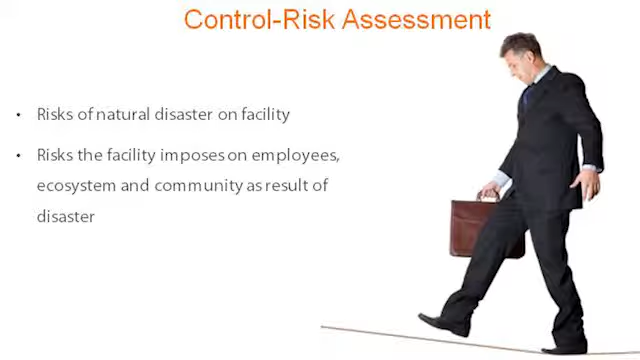 Control-Risk Assessment
• Risks of natural disaster on facility
• Risks the facility imposes on employees,
ecosystem and community as result of
disaster